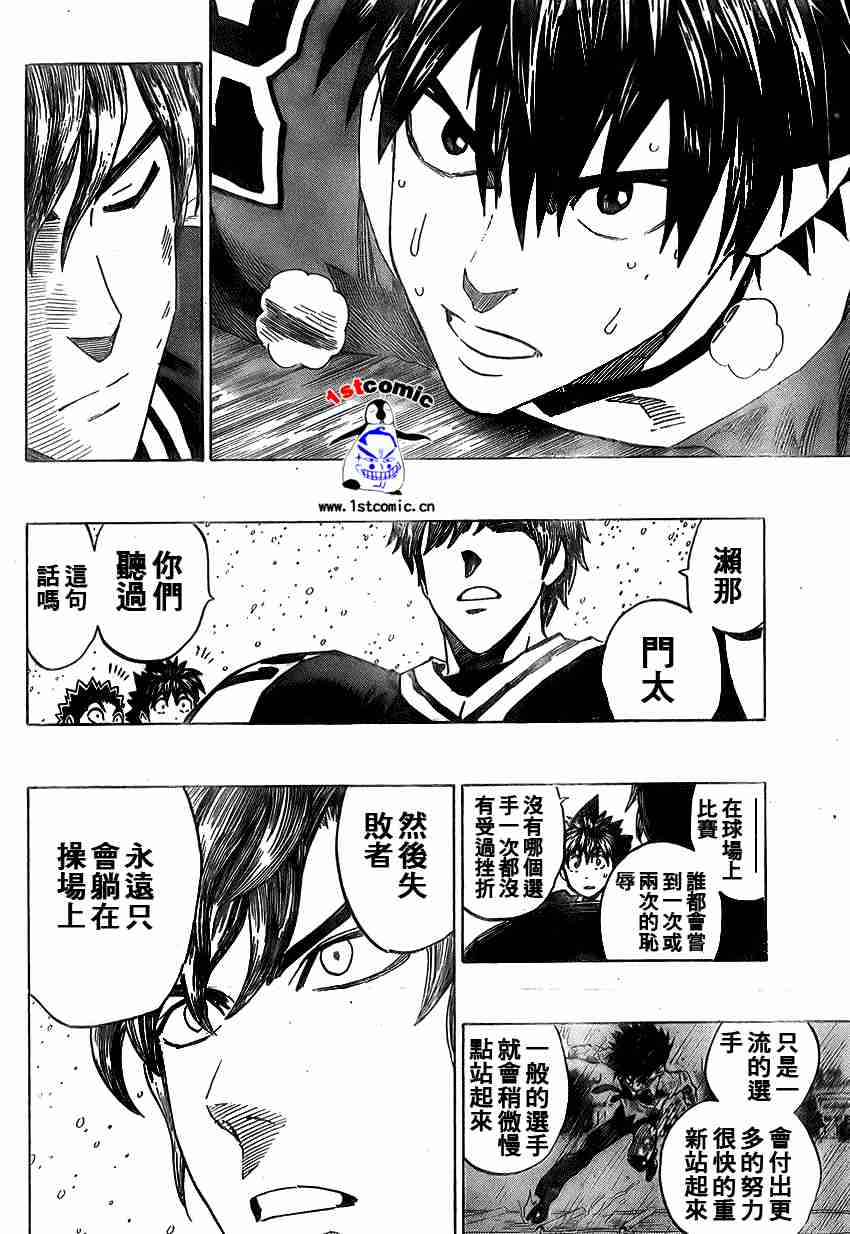 1stcomic
www.1stcomic.cn
瀨那
門太
你們
聽過
這句
話嗎
在球場上
比賽
誰都會嘗
到一次或
兩次的恥
辱
沒有哪個選
手一次都沒
有受過挫折
只是一
流的選
手
會付出更
多的努力
很快的重
新站起來
一般的選手
就會稍微慢
點站起來
然後失
敗者
永遠只
會躺在
操場上